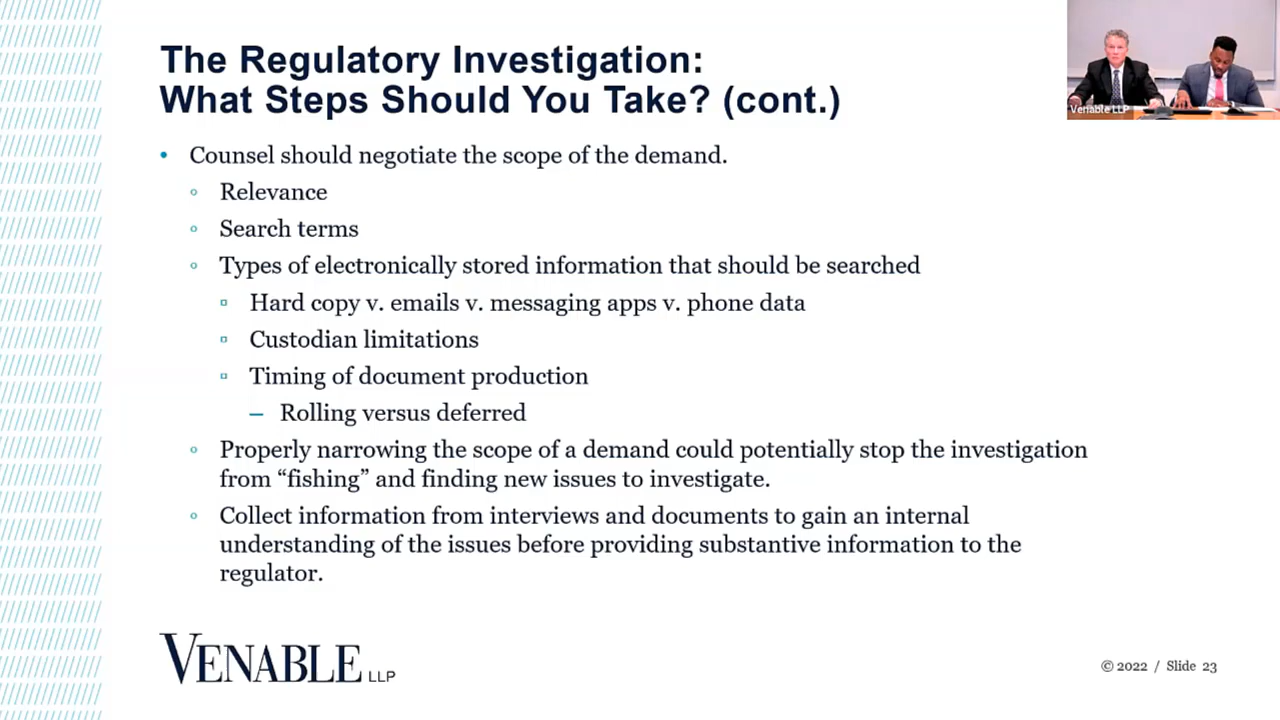 The Regulatory Investigation:
What Steps Should You Take? (cont.)
Venable LLP
• Counsel should negotiate the scope of the demand.
◦ Relevance
◦ Search terms
◦ Types of electronically stored information that should be searched
▫ Hard copy v. emails v. messaging apps v. phone data
▫ Custodian limitations
▫ Timing of document production
– Rolling versus deferred
◦ Properly narrowing the scope of a demand could potentially stop the investigation
from “fishing” and finding new issues to investigate.
◦ Collect information from interviews and documents to gain an internal
understanding of the issues before providing substantive information to the
regulator.
VENABLE LLP
© 2022 / Slide 23